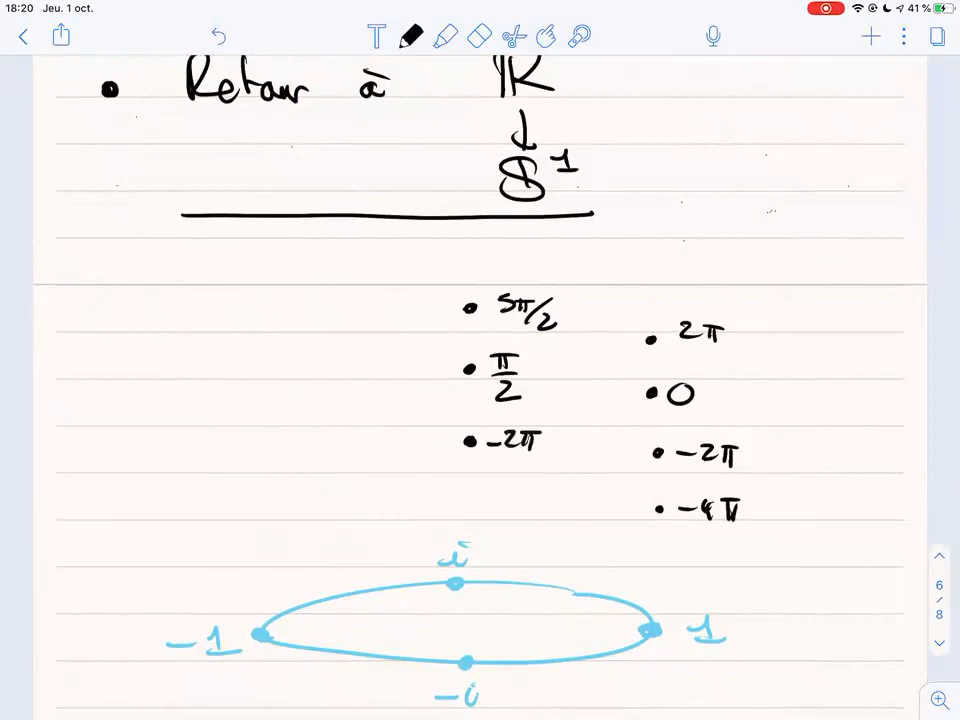 18:20 Jeu. 1 oct. 41 %
• Retour à ℝ
↓
S¹
• 5π/2
• 2π
• π/2
• 0
• -2π
• -2π
• -4π
i
-1
1
-i
6
/
8